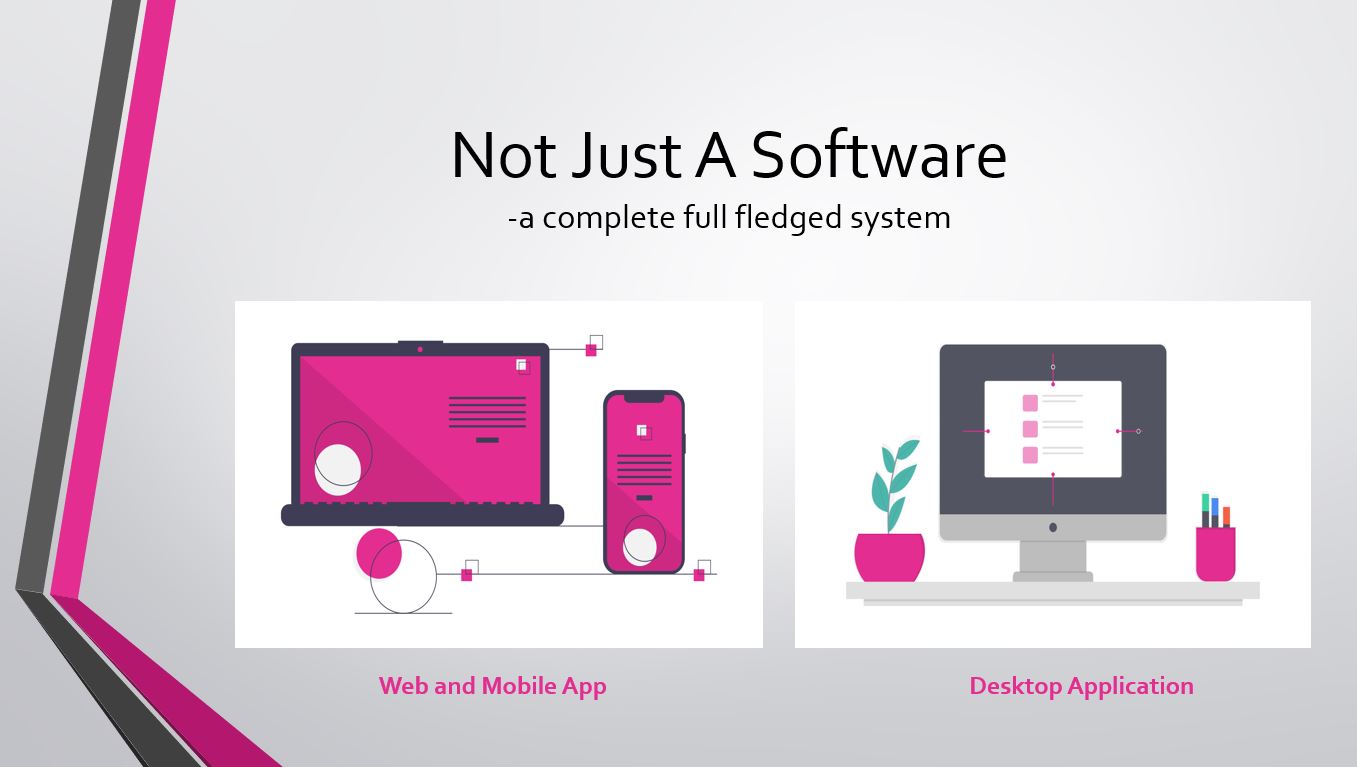 Not Just A Software
-a complete full fledged system
Web and Mobile App
Desktop Application